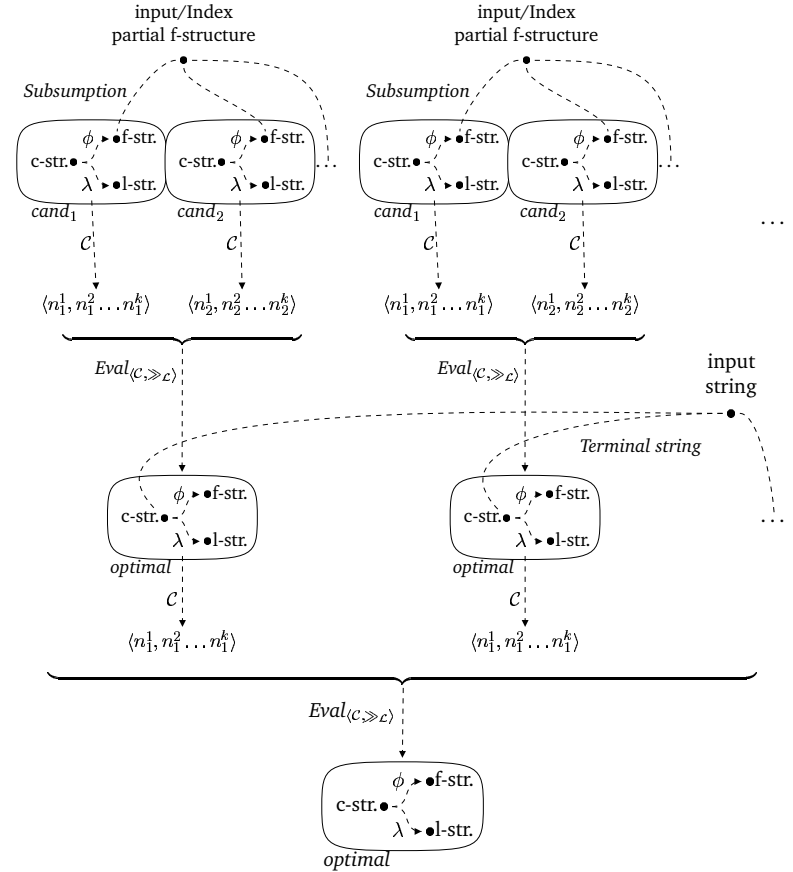 input/Index input/Index
partial f-structure partial f-structure
Subsumption Subsumption
ϕ f-str. ϕ f-str. ϕ f-str. ϕ f-str.
c-str. c-str. ... c-str. c-str. ...
λ l-str. λ l-str. λ l-str. λ l-str.
cand₁ cand₂ cand₁ cand₂
...
𝒞 𝒞 𝒞 𝒞
⟨n₁¹, n₁² ... n₁ᵏ⟩ ⟨n₂¹, n₂² ... n₂ᵏ⟩ ⟨n₁¹, n₁² ... n₁ᵏ⟩ ⟨n₂¹, n₂² ... n₂ᵏ⟩
Eval⟨𝒞,≫ℒ⟩ Eval⟨𝒞,≫ℒ⟩
input
string
Terminal string
ϕ f-str. ϕ f-str.
c-str. c-str. ...
λ l-str. λ l-str.
optimal optimal
𝒞 𝒞
⟨n₁¹, n₁² ... n₁ᵏ⟩ ⟨n₁¹, n₁² ... n₁ᵏ⟩
Eval⟨𝒞,≫ℒ⟩
ϕ f-str.
c-str.
λ l-str.
optimal